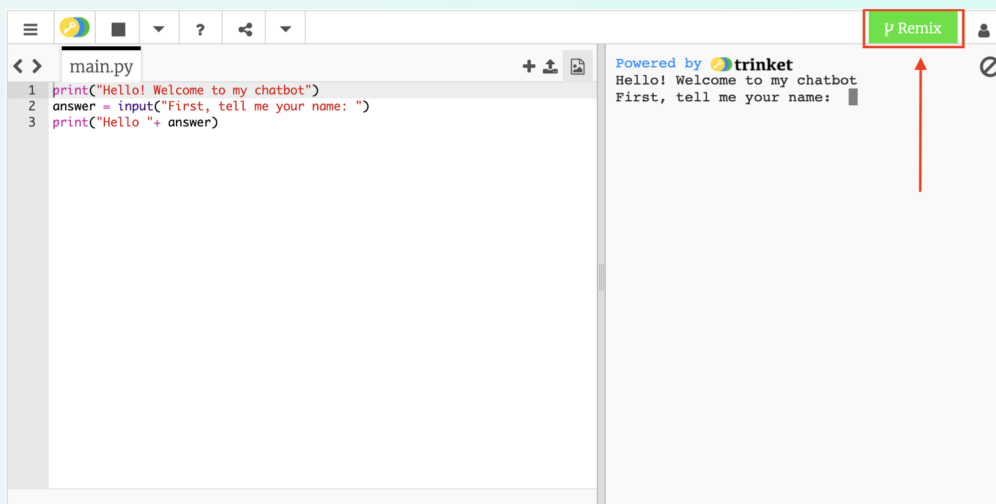 ?
Remix
main.py
1 print("Hello! Welcome to my chatbot")
2 answer = input("First, tell me your name: ")
3 print("Hello "+ answer)
Powered by trinket
Hello! Welcome to my chatbot
First, tell me your name: